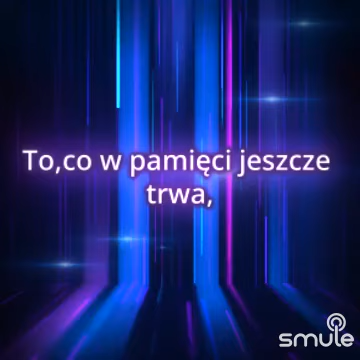 To,co w pamięci jeszcze
trwa,
smule